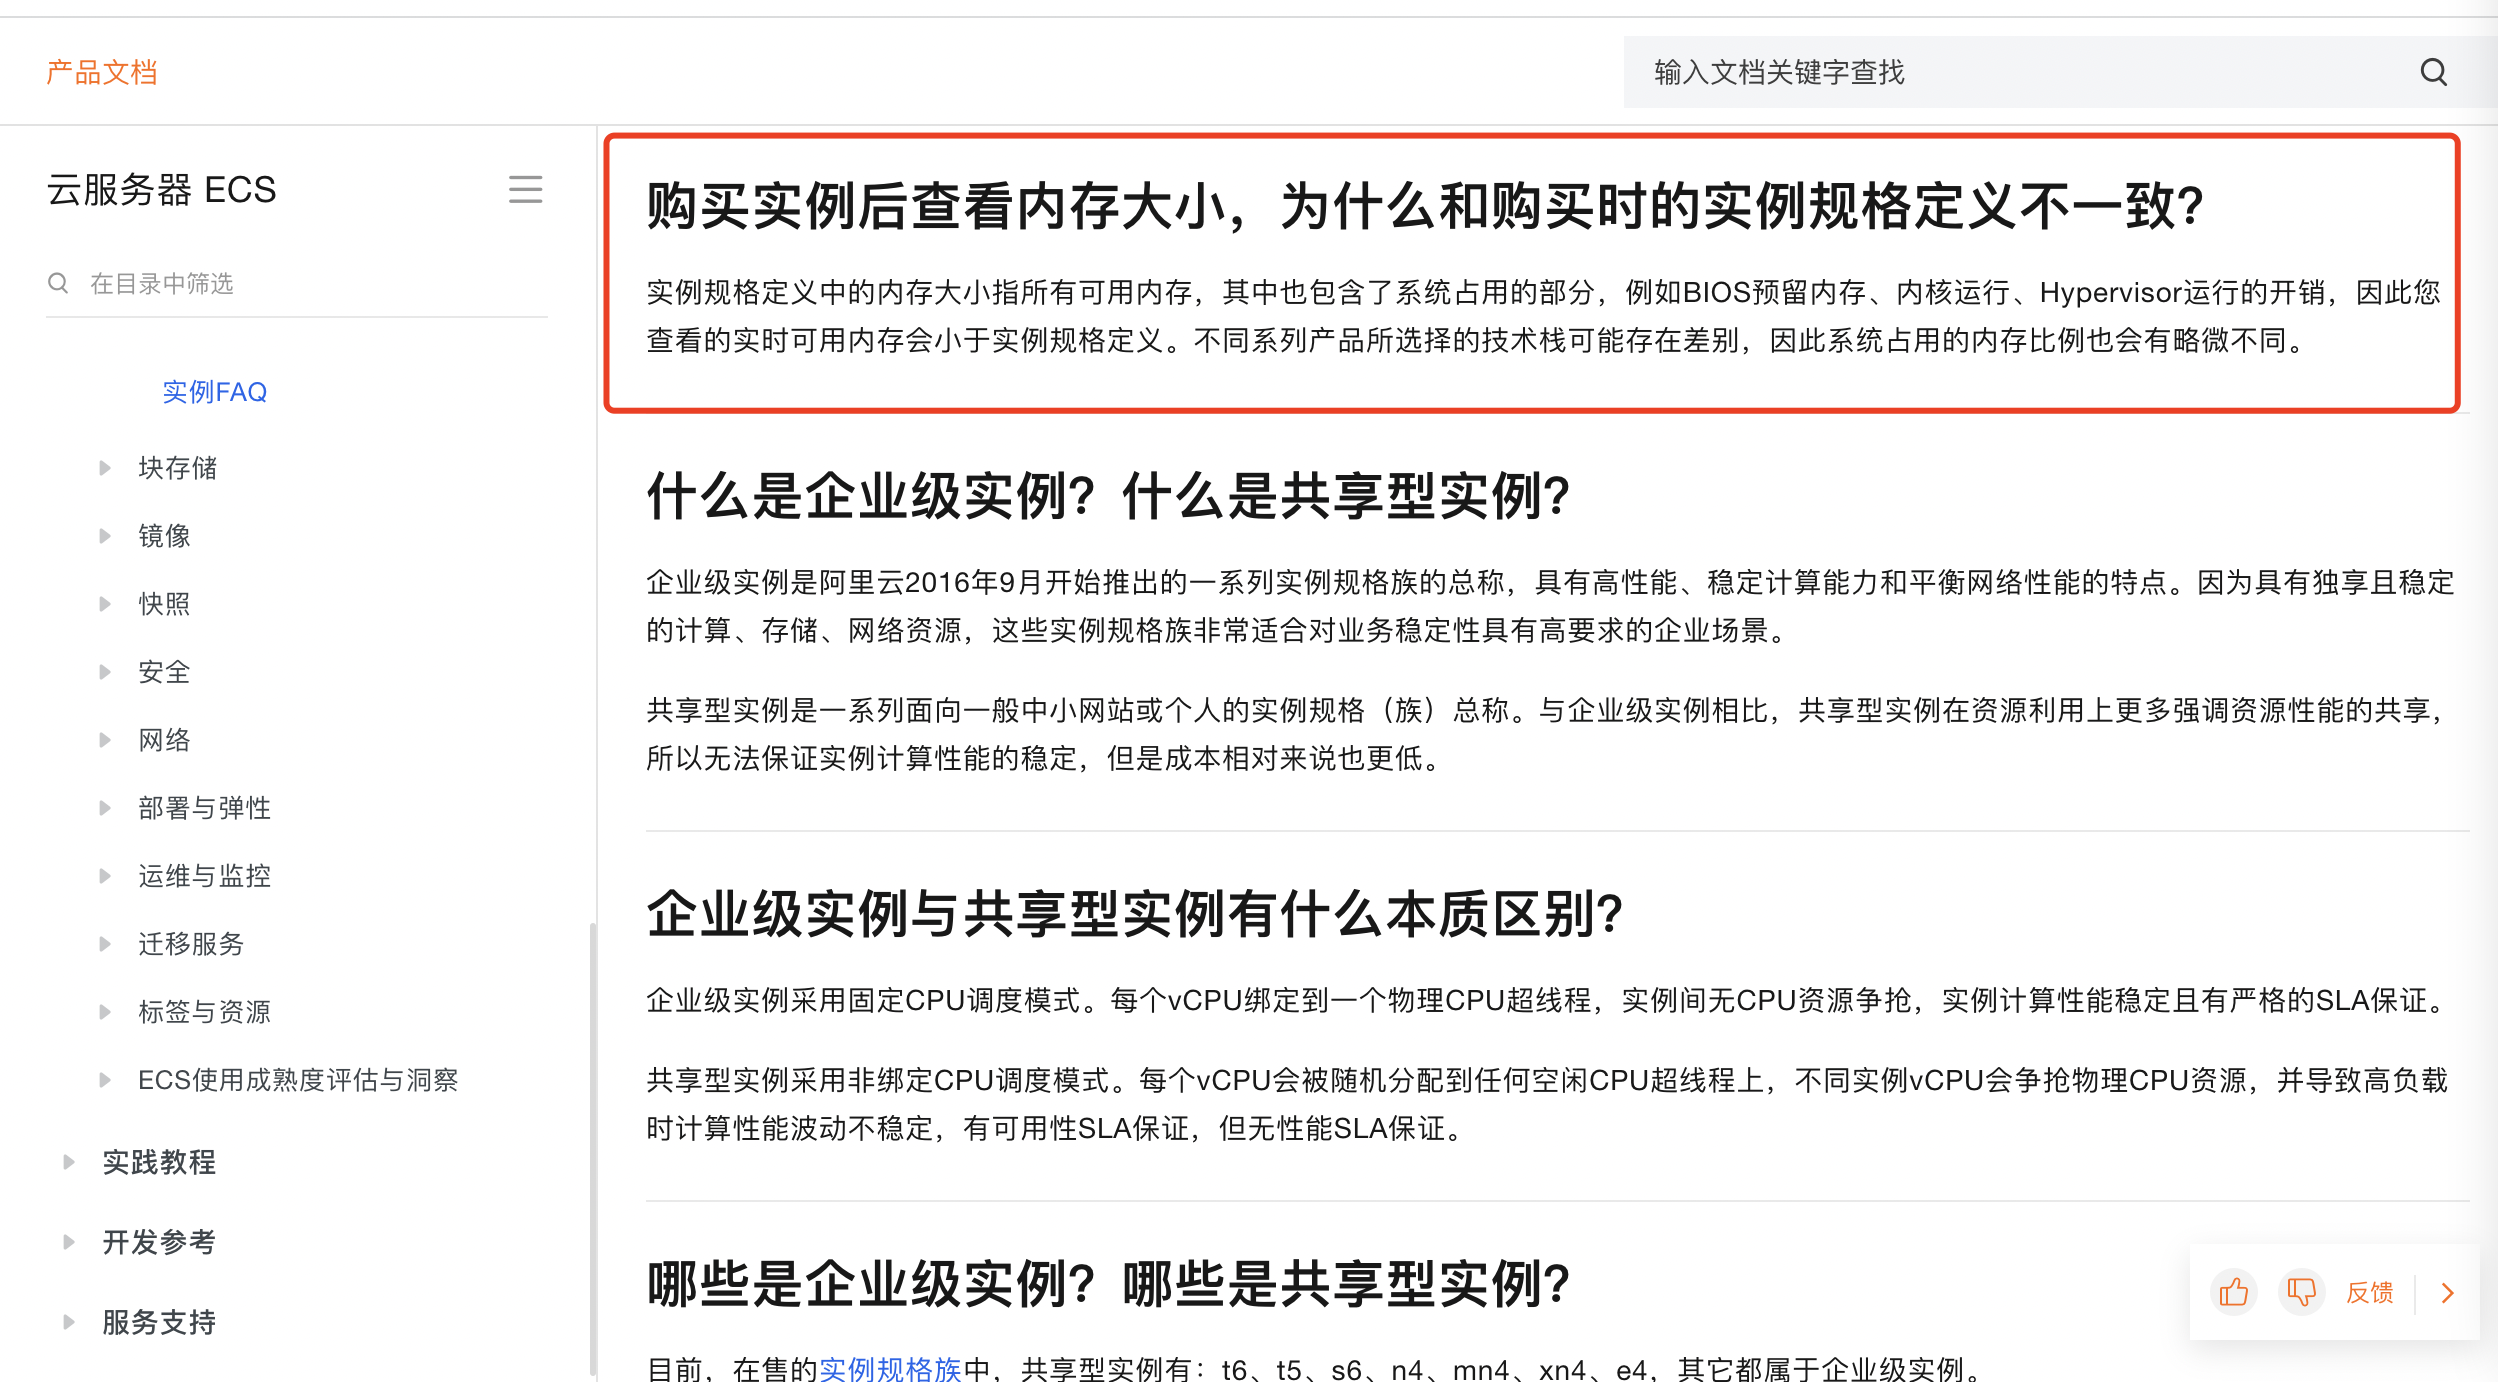 产品文档
输入文档关键字查找
云服务器 ECS
在目录中筛选
实例FAQ
块存储
镜像
快照
安全
网络
部署与弹性
运维与监控
迁移服务
标签与资源
ECS使用成熟度评估与洞察
实践教程
开发参考
服务支持
购买实例后查看内存大小，为什么和购买时的实例规格定义不一致？
实例规格定义中的内存大小指所有可用内存，其中也包含了系统占用的部分，例如BIOS预留内存、内核运行、Hypervisor运行的开销，因此您
查看的实时可用内存会小于实例规格定义。不同系列产品所选择的技术栈可能存在差别，因此系统占用的内存比例也会有略微不同。
什么是企业级实例？什么是共享型实例？
企业级实例是阿里云2016年9月开始推出的一系列实例规格族的总称，具有高性能、稳定计算能力和平衡网络性能的特点。因为具有独享且稳定
的计算、存储、网络资源，这些实例规格族非常适合对业务稳定性具有高要求的企业场景。
共享型实例是一系列面向一般中小网站或个人的实例规格（族）总称。与企业级实例相比，共享型实例在资源利用上更多强调资源性能的共享，
所以无法保证实例计算性能的稳定，但是成本相对来说也更低。
企业级实例与共享型实例有什么本质区别？
企业级实例采用固定CPU调度模式。每个vCPU绑定到一个物理CPU超线程，实例间无CPU资源争抢，实例计算性能稳定且有严格的SLA保证。
共享型实例采用非绑定CPU调度模式。每个vCPU会被随机分配到任何空闲CPU超线程上，不同实例vCPU会争抢物理CPU资源，并导致高负载
时计算性能波动不稳定，有可用性SLA保证，但无性能SLA保证。
哪些是企业级实例？哪些是共享型实例？
目前，在售的实例规格族中，共享型实例有：t6、t5、s6、n4、mn4、xn4、e4，其它都属于企业级实例。
反馈